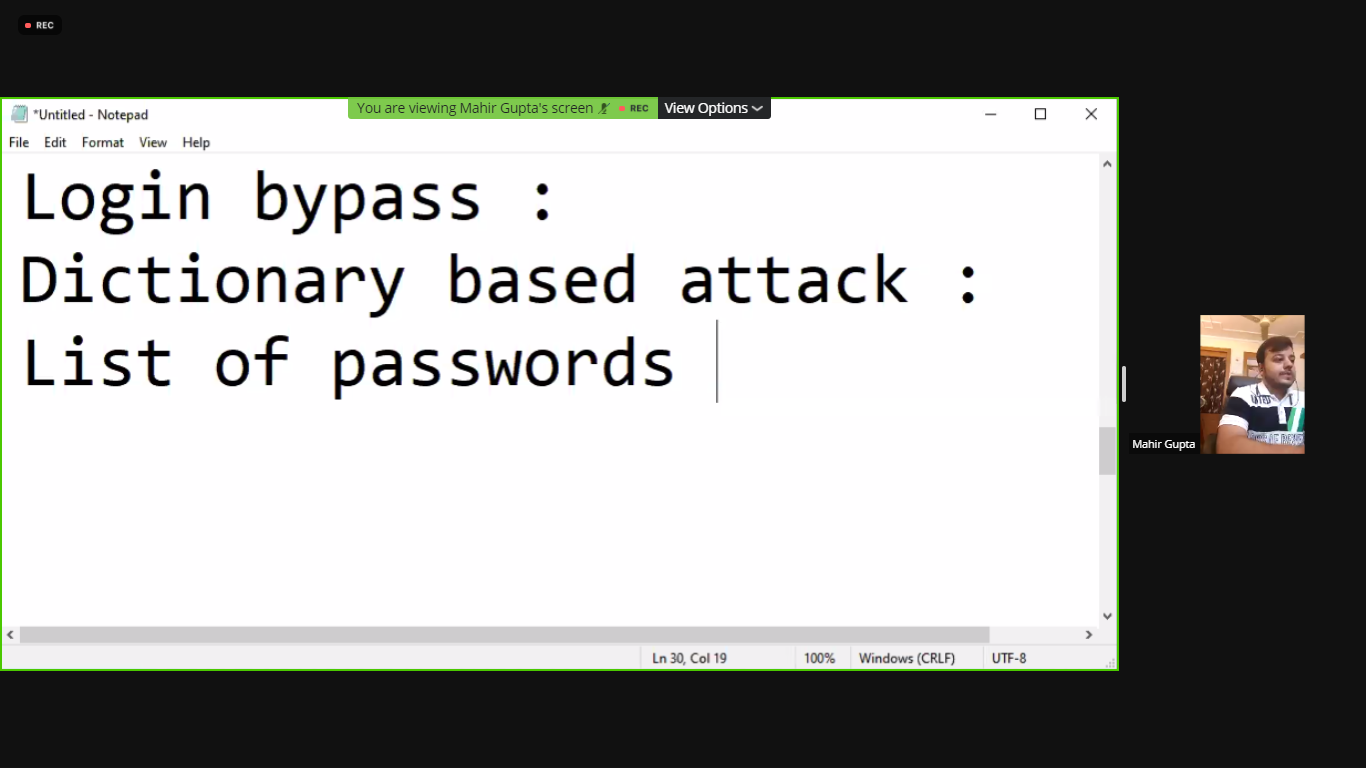 REC
You are viewing Mahir Gupta's screen REC View Options
*Untitled - Notepad
File Edit Format View Help
Login bypass :
Dictionary based attack :
List of passwords
Mahir Gupta
Ln 30, Col 19 100% Windows (CRLF) UTF-8